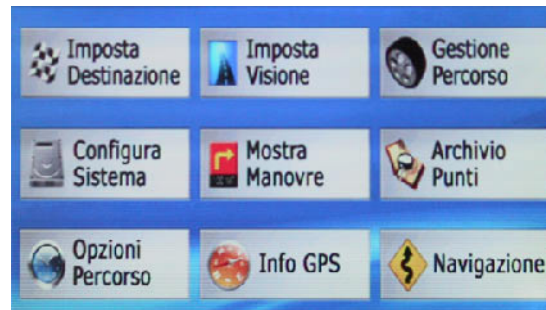 Imposta
Destinazione
Imposta
Visione
Gestione
Percorso
Configura
Sistema
Mostra
Manovre
Archivio
Punti
Opzioni
Percorso
Info GPS
Navigazione